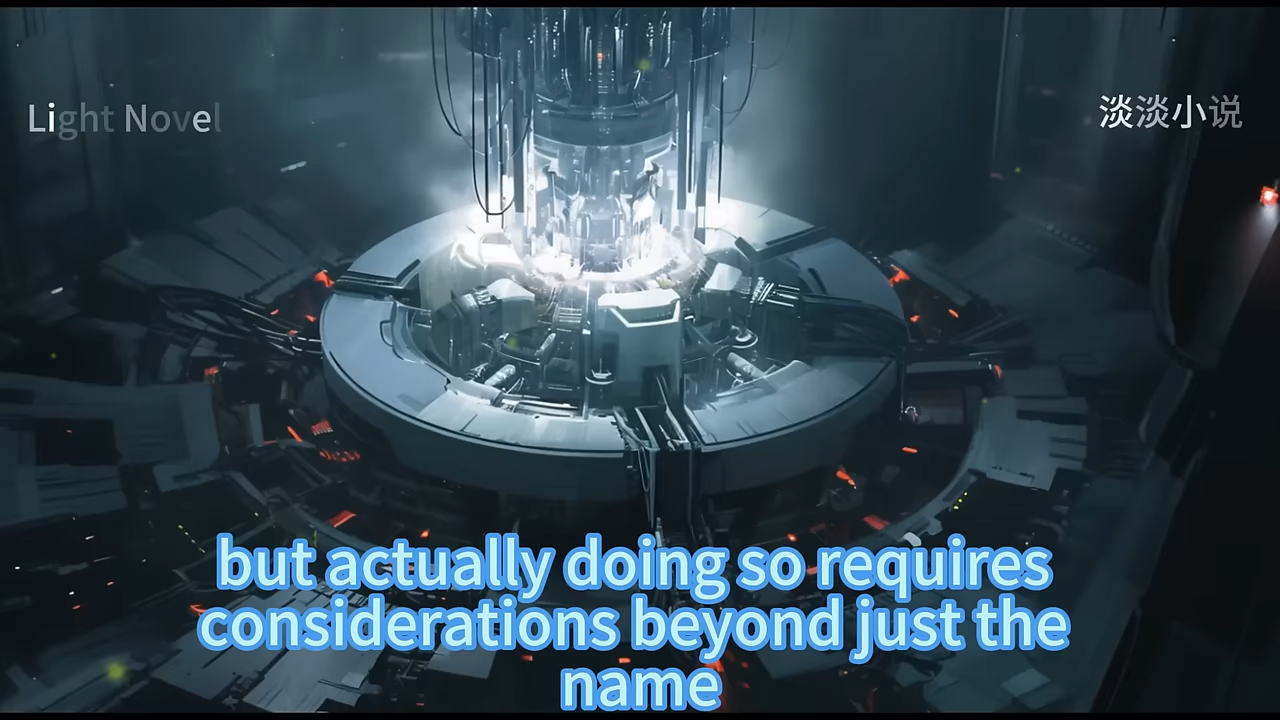 Light Novel
淡淡小说
but actually doing so requires
considerations beyond just the
name